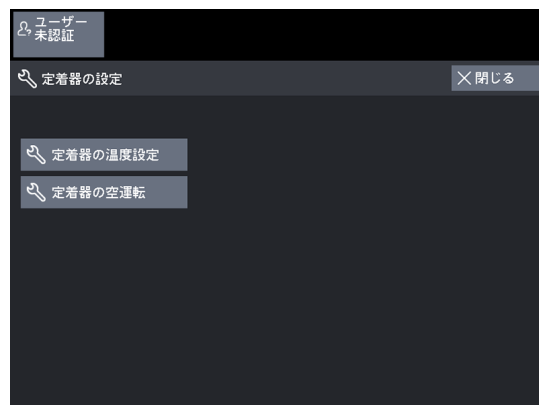 ユーザー
未認証
定着器の設定
閉じる
定着器の温度設定
定着器の空運転